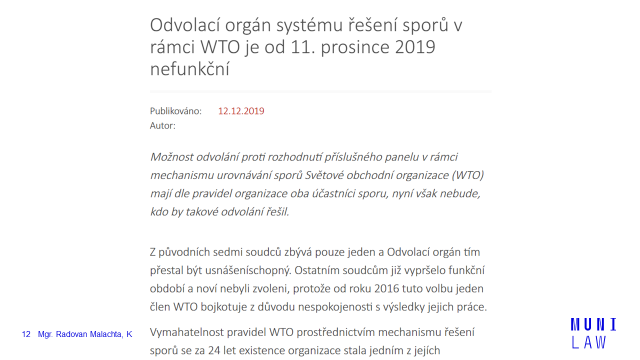 Odvolací orgán systému řešení sporů v
rámci WTO je od 11. prosince 2019
nefunkční
Publikováno: 12.12.2019
Autor:
Možnost odvolání proti rozhodnutí příslušného panelu v rámci
mechanismu urovnávání sporů Světové obchodní organizace (WTO)
mají dle pravidel organizace oba účastníci sporu, nyní však nebude,
kdo by takové odvolání řešil.
Z původních sedmi soudců zbývá pouze jeden a Odvolací orgán tím
přestal být usnášeníschopný. Ostatním soudcům již vypršelo funkční
období a noví nebyli zvoleni, protože od roku 2016 tuto volbu jeden
člen WTO bojkotuje z důvodu nespokojenosti s výsledky jejich práce.
Vymahatelnost pravidel WTO prostřednictvím mechanismu řešení
sporů se za 24 let existence organizace stala jedním z jejích
12 Mgr. Radovan Malachta, K
MUNI
LAW